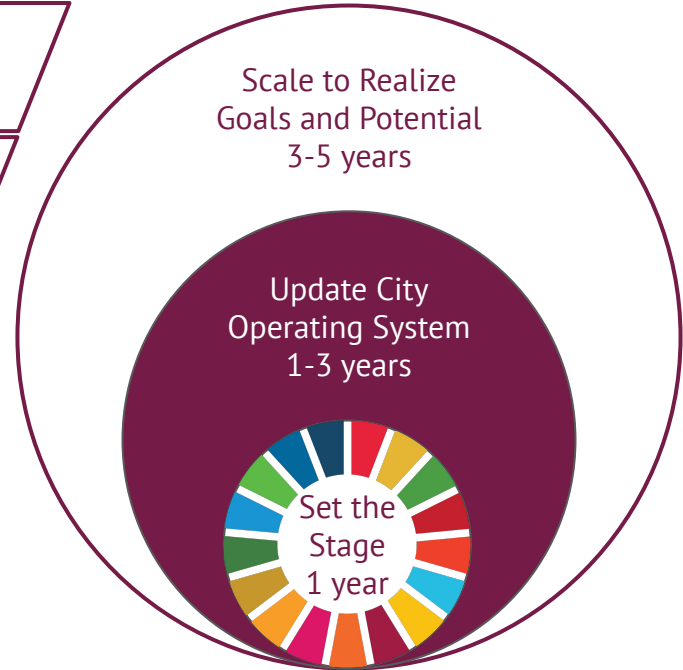 Scale to Realize
Goals and Potential
3-5 years
Update City
Operating System
1-3 years
Set the
Stage
1 year